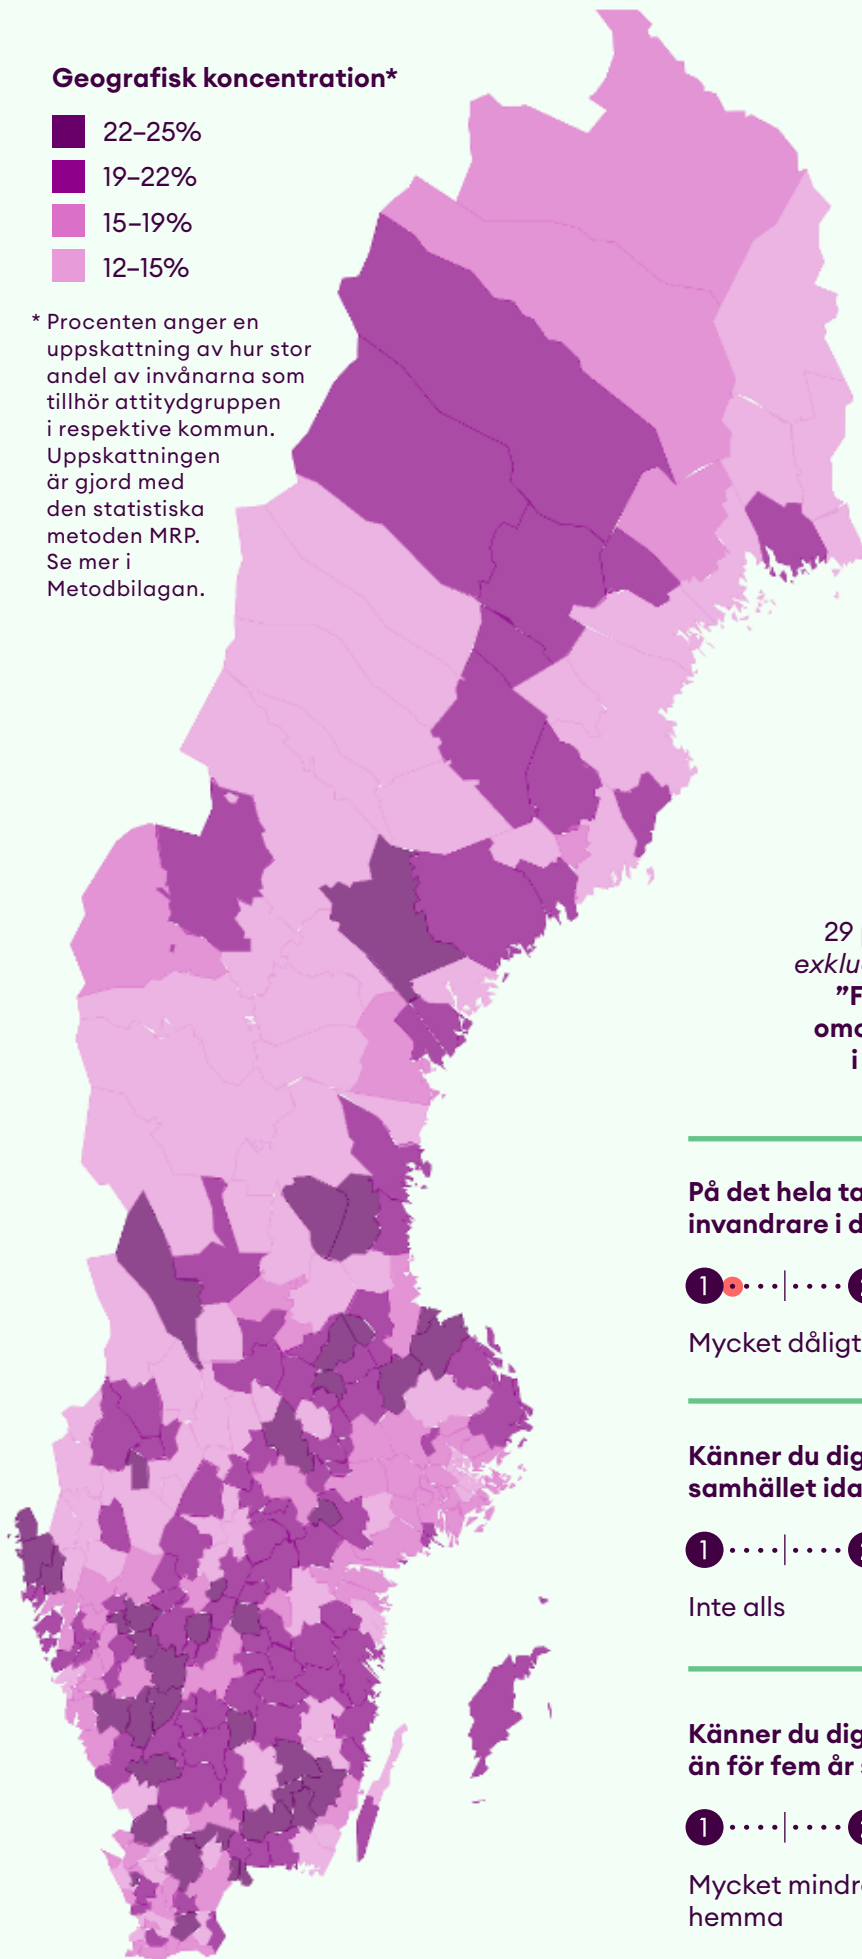 Geografisk koncentration*
22–25%
19–22%
15–19%
12–15%
* Procenten anger en
uppskattning av hur stor
andel av invånarna som
tillhör attitydgruppen
i respektive kommun.
Uppskattningen
är gjord med
den statistiska
metoden MRP.
Se mer i
Metodbilagan.
29
På det hela
invandrare i
1
Mycket dåligt
Känner du dig
samhället
1
Inte alls
Känner du dig
än för fem år
1
Mycket
hemma